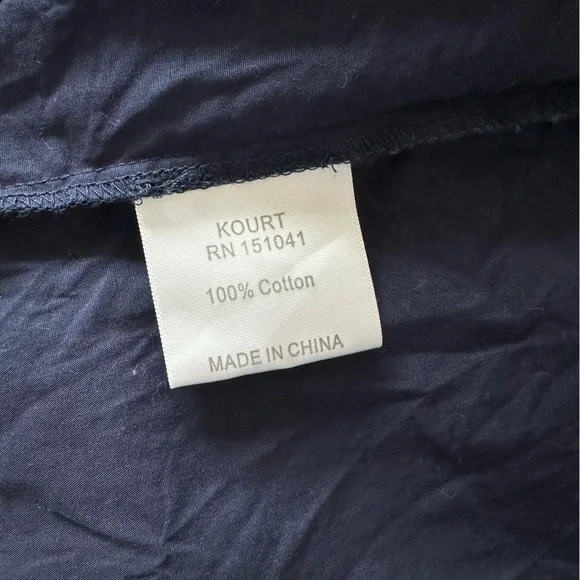 KOURT
RN 151041
100% Cotton
MADE IN CHINA